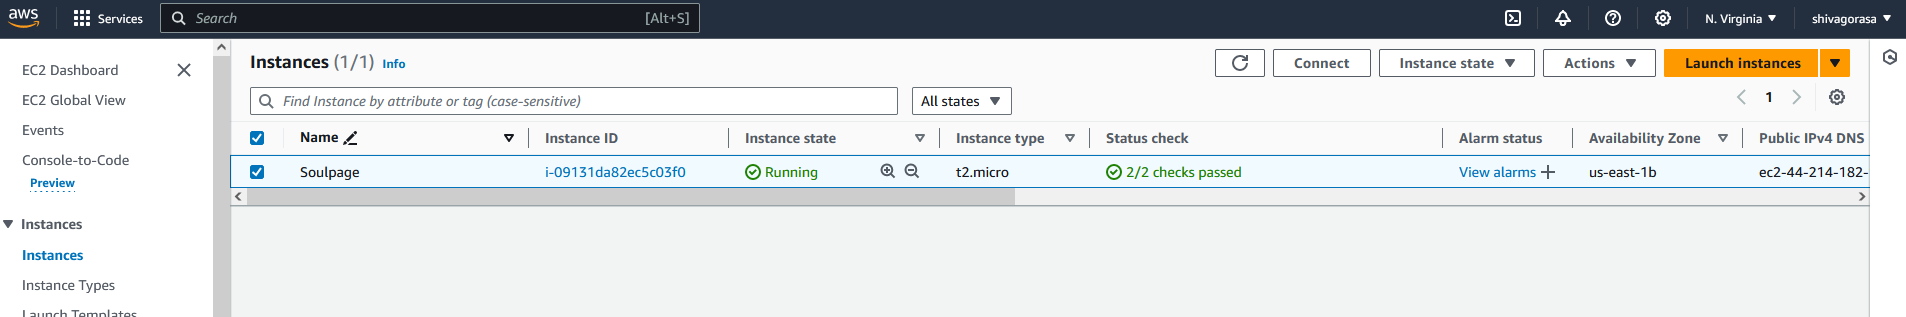 aws Services Search [Alt+S] N. Virginia shivagorasa
EC2 Dashboard
EC2 Global View
Events
Console-to-Code
Preview
Instances
Instances
Instance Types
Launch Templates
Instances (1/1) Info Connect Instance state Actions Launch instances
Find Instance by attribute or tag (case-sensitive) All states 1
Name Instance ID Instance state Instance type Status check Alarm status Availability Zone Public IPv4 DNS
Soulpage i-09131da82ec5c03f0 Running t2.micro 2/2 checks passed View alarms us-east-1b ec2-44-214-182-